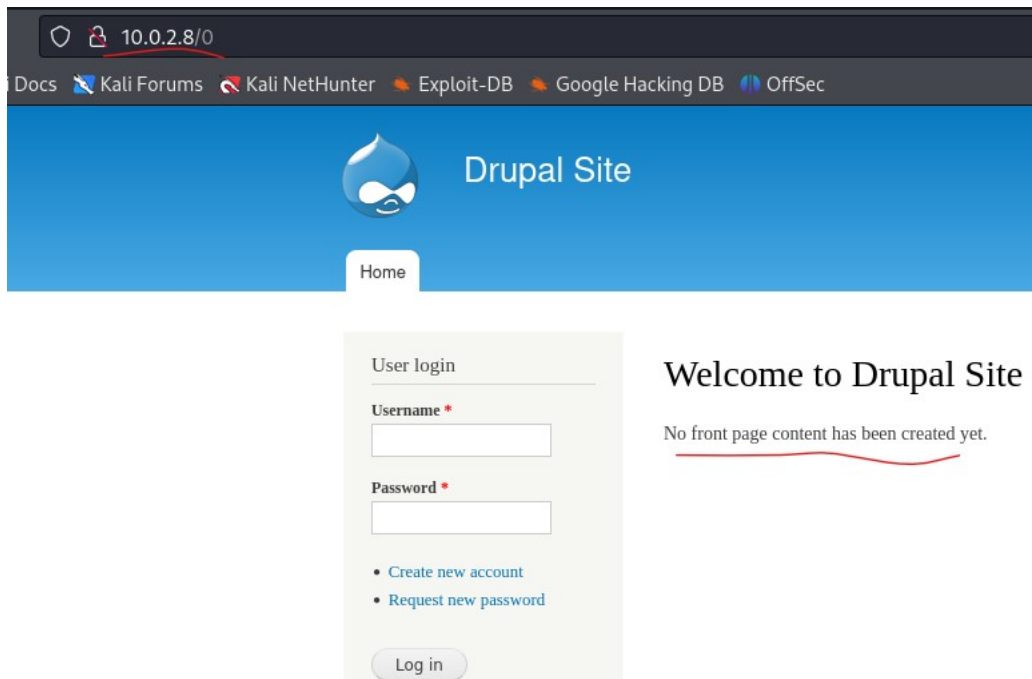 10.0.2.8/0
Docs Kali Forums Kali NetHunter Exploit-DB Google Hacking DB OffSec
Drupal Site
Home
User login
Welcome to Drupal Site
Username *
No front page content has been created yet.
Password *
• Create new account
• Request new password
Log in